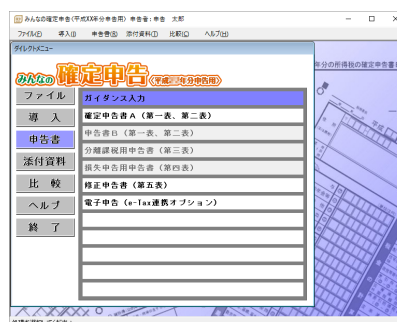 みんなの確定申告(平成XX年分申告用) 申告者: 申告 太郎
ファイル(F) 導入(I) 申告書(S) 添付資料(T) 比較(C) ヘルプ(H)
ダイレクトメニュー
みんなの確定申告(平成 年分申告用)
年分の所得税の確定申告書
ファイル
導 入
申告書
添付資料
比 較
ヘルプ
終 了
ガイダンス入力
確定申告書A(第一表、第二表)
申告書B(第一表、第二表)
分離課税用申告書(第三表)
損失申告用申告書(第四表)
修正申告書(第五表)
電子申告(e-Tax連携オプション)